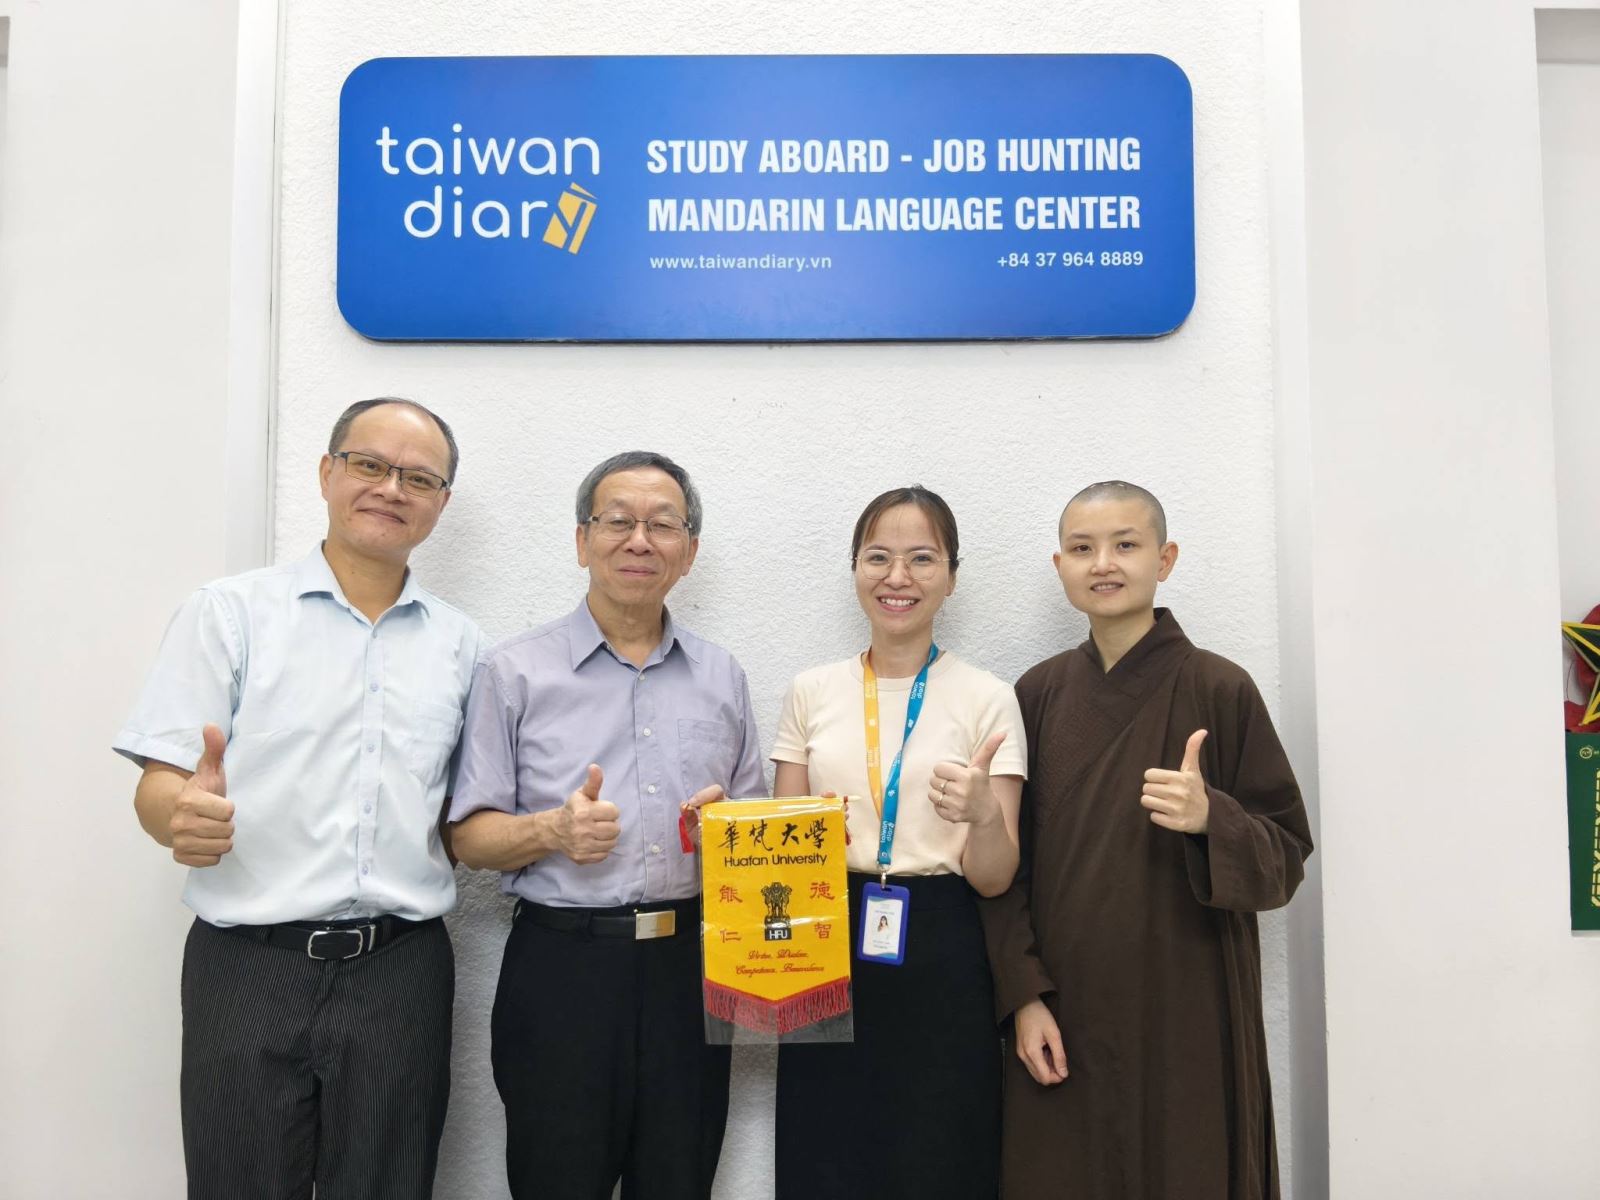 taiwan
diary
STUDY ABOARD - JOB HUNTING
MANDARIN LANGUAGE CENTER
www.taiwandiary.vn
+84 37 964 8889
華梵大學
Huafan University
德
智
能
仁
HFU
Virtue, Wisdom,
Competence, Benevolence